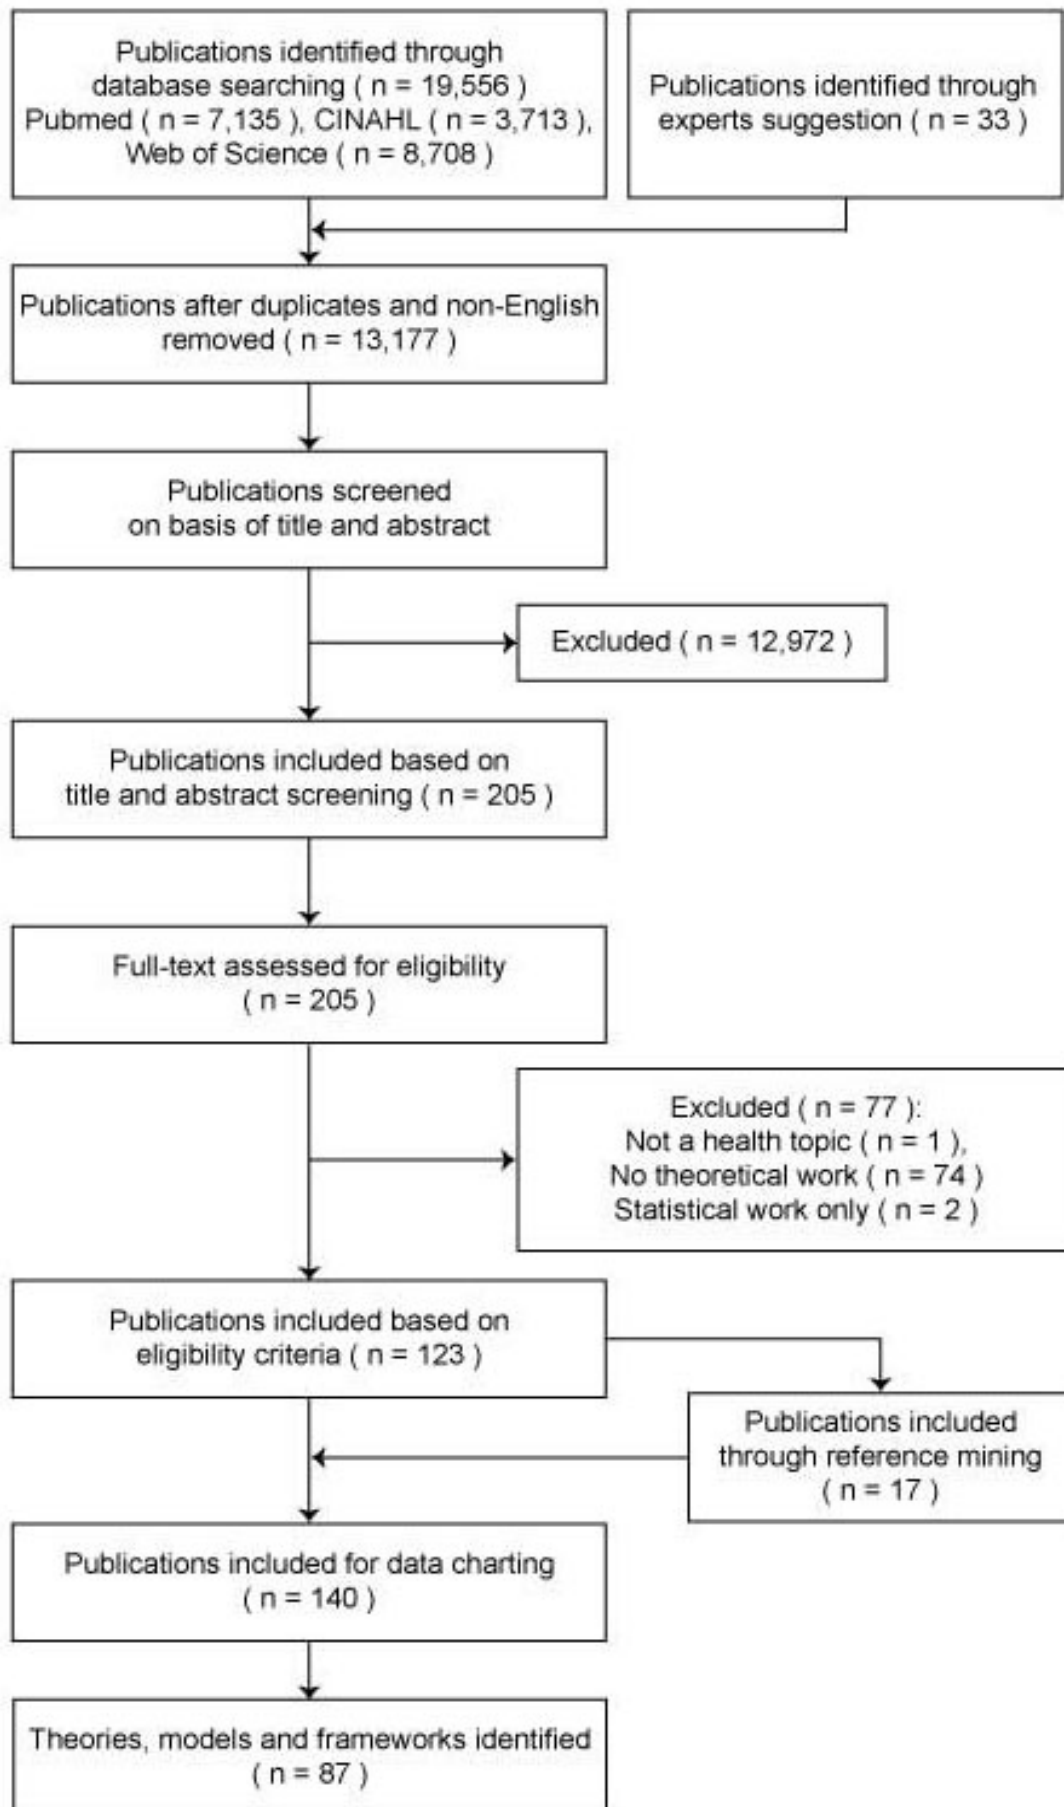 Publications identified through
database searching ( n = 19,556 )
Pubmed ( n = 7,135 ), CINAHL ( n = 3,713 ),
Web of Science ( n = 8,708 )
Publications identified through
experts suggestion ( n = 33 )
Publications after duplicates and non-English
removed ( n = 13,177 )
Publications screened
on basis of title and abstract
Excluded ( n = 12,972 )
Publications included based on
title and abstract screening ( n = 205 )
Full-text assessed for eligibility
( n = 205 )
Excluded ( n = 77 ):
Not a health topic ( n = 1 ),
No theoretical work ( n = 74 )
Statistical work only ( n = 2 )
Publications included based on
eligibility criteria ( n = 123 )
Publications included
through reference mining
( n = 17 )
Publications included for data charting
( n = 140 )
Theories, models and frameworks identified
( n = 87 )